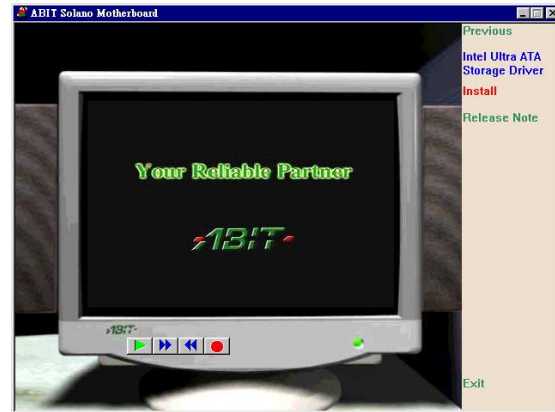 ABIT Solano Motherboard
Previous
Intel Ultra ATA
Storage Driver
Install
Release Note
Your Reliable Partner
ABIT
ABIT
Exit